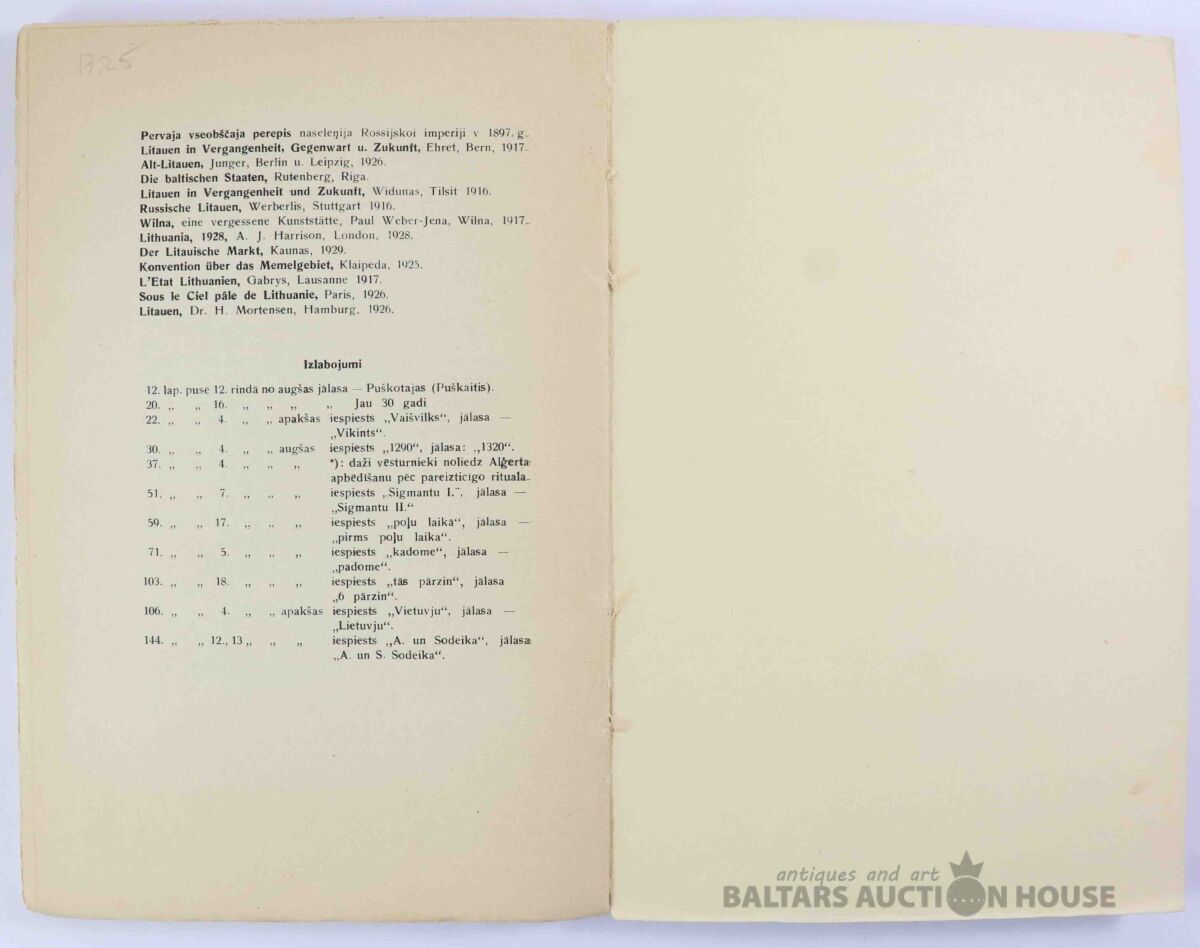 17,25
Pervaja vseobščaja perepis naseleņija Rossijskoi imperiji v 1897. g.
Litauen in Vergangenheit, Gegenwart u. Zukunft, Ehret, Bern, 1917.
Alt-Litauen, Junger, Berlin u. Leipzig, 1926.
Die baltischen Staaten, Rutenberg, Riga.
Litauen in Vergangenheit und Zukunft, Widunas, Tilsit 1916.
Russische Litauen, Werberlis, Stuttgart 1916.
Wilna, eine vergessene Kunststätte, Paul Weber-Jena, Wilna, 1917.
Lithuania, 1928, A. J. Harrison, London, 1928.
Der Litauische Markt, Kaunas, 1929.
Konvention über das Memelgebiet, Klaipeda, 1925.
L'Etat Lithuanien, Gabrys, Lausanne 1917.
Sous le Ciel pâle de Lithuanie, Paris, 1926.
Litauen, Dr. H. Mortensen, Hamburg, 1926.
Izlabojumi
12. lap. puse 12. rindā no augšas jālasa — Puškotajas (Puškaitis).
20. „ „ 16. „ „ „ „ Jau 30 gadi
22. „ „ 4. „ „ apakšas iespiests „Vaišvilks“, jālasa —
„Vikints“.
30. „ „ 4. „ „ augšas iespiests „1290“, jālasa: „1320“.
37. „ „ 4. „ „ „ *): daži vēsturnieki noliedz Aļģerta
apbēdīšanu pēc pareizticīgo rituala.
51. „ „ 7. „ „ „ iespiests „Sigmantu I.“, jālasa —
„Sigmantu II.“
59. „ „ 17. „ „ „ iespiests „poļu laikā“, jālasa —
„pirms poļu laika“.
71. „ „ 5. „ „ „ iespiests „kadome“, jālasa —
„padome“.
103. „ „ 18. „ „ „ iespiests „tās pārzin“, jālasa
„6 pārzin“.
106. „ „ 4. „ „ apakšas iespiests „Vietuvju“, jālasa —
„Lietuvju“.
144. „ „ 12., 13 „ „ „ iespiests „A. un Sodeika“, jālasa
„A. un S. Sodeika“.
antiques and art
BALTARS AUCTION HOUSE